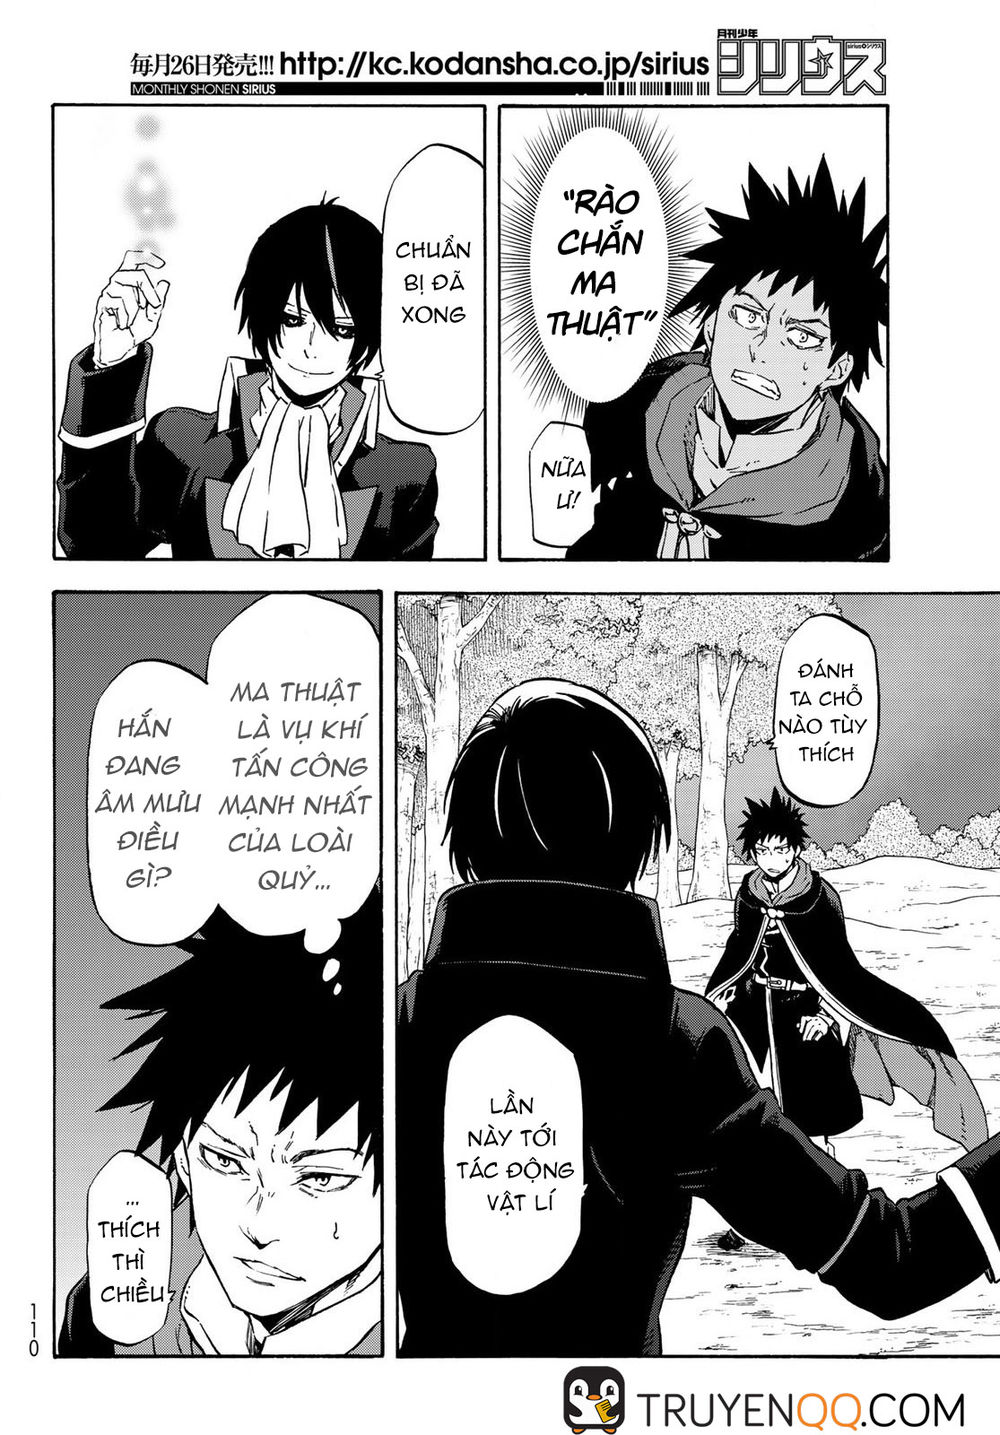 毎月26日発売!!! http://kc.kodansha.co.jp/sirius
MONTHLY SHONEN SIRIUS
月刊少年
シリウス
"RÀO
CHẮN
MA
THUẬT"
NỮA
Ư!
CHUẨN
BỊ ĐÃ
XONG
ĐÁNH
TA CHỖ
NÀO TÙY
THÍCH
LẦN
NÀY TỚI
TÁC ĐỘNG
VẬT LÍ
MA THUẬT
LÀ VỤ KHÍ
TẤN CÔNG
MẠNH NHẤT
CỦA LOÀI
QUỶ...
HẮN
ĐANG
ÂM MƯU
ĐIỀU
GÌ?
...
THÍCH
THÌ
CHIỀU
110
TRUYENQQ.COM